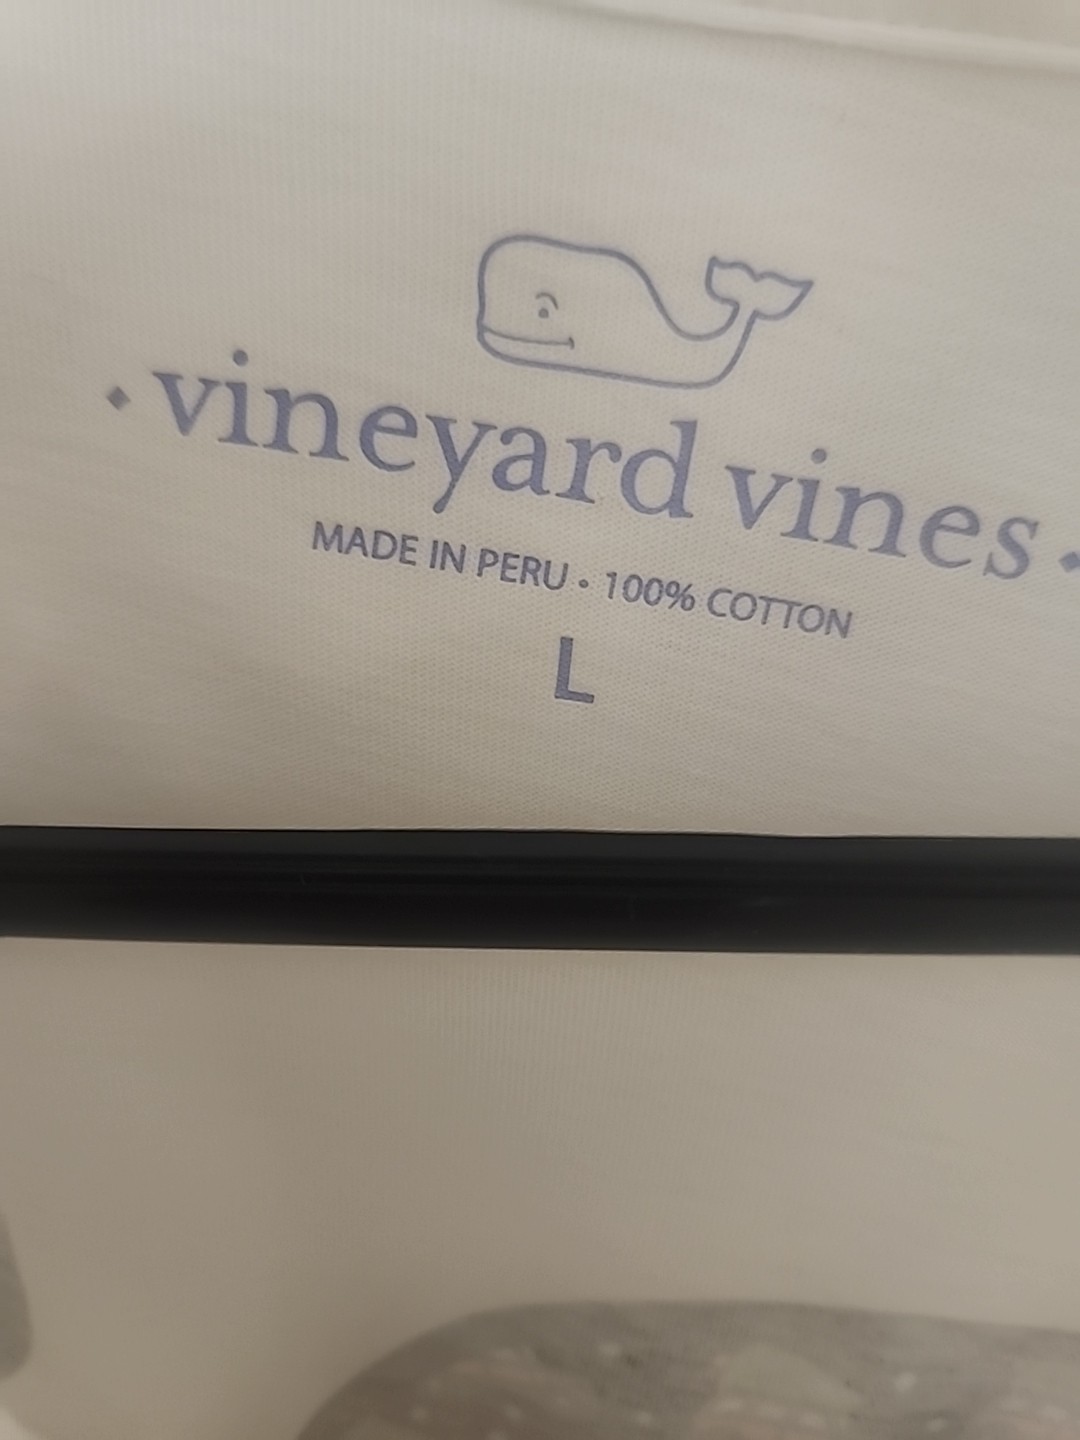 · vineyard vines ·
MADE IN PERU • 100% COTTON
L